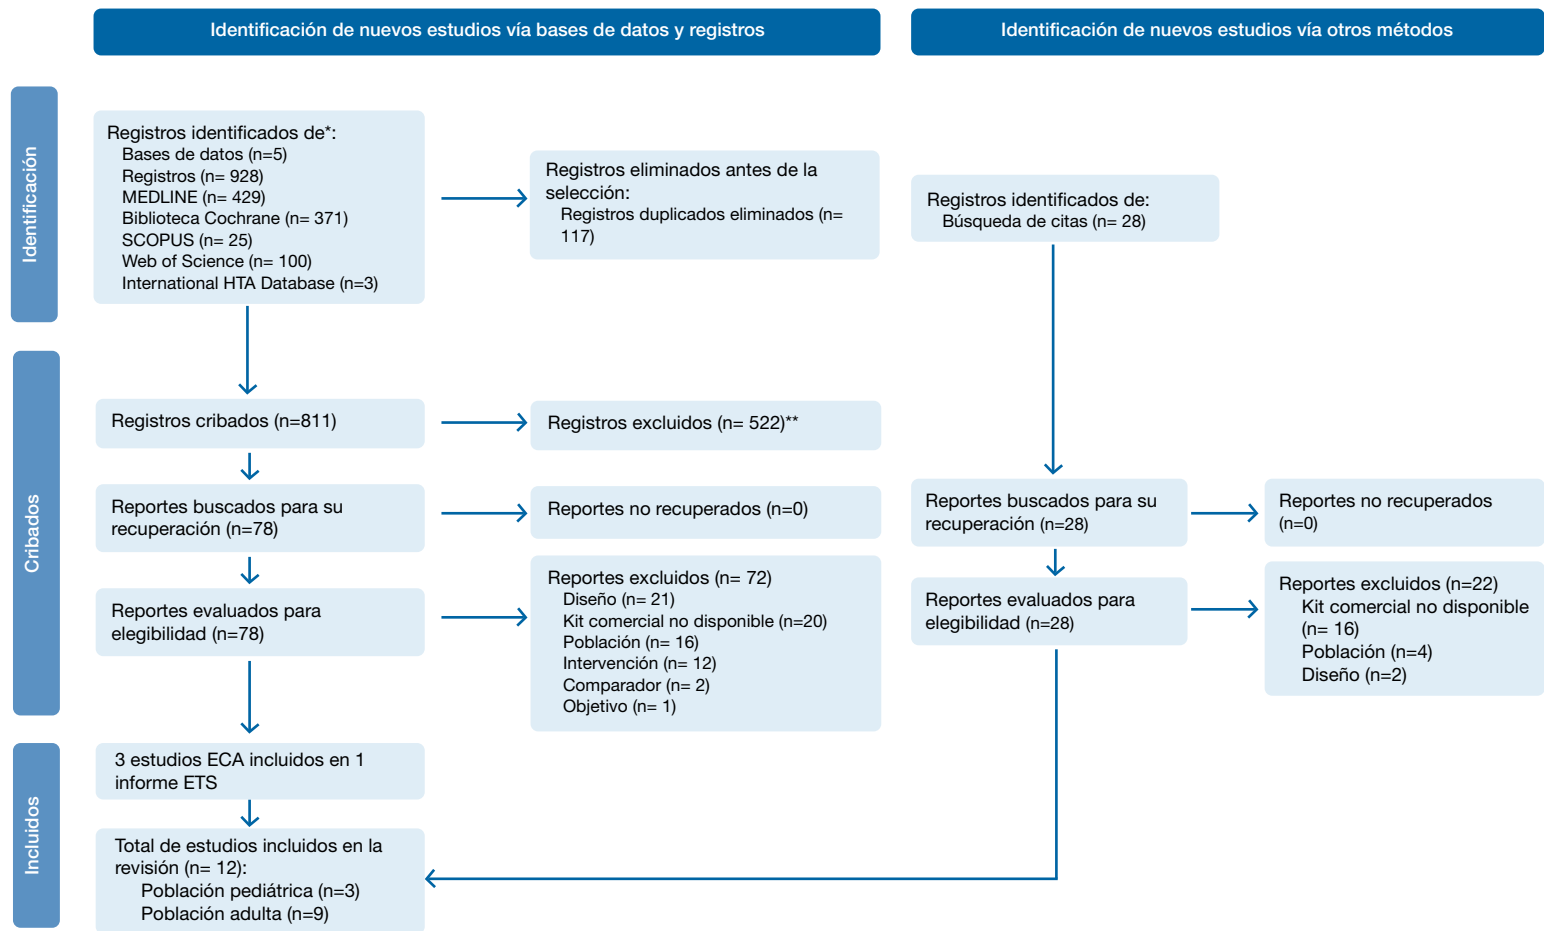 Identificación de nuevos estudios vía bases de datos y registros
Identificación de nuevos estudios vía otros métodos
Identificación
Registros identificados de*:
Bases de datos (n=5)
Registros (n= 928)
MEDLINE (n= 429)
Biblioteca Cochrane (n= 371)
SCOPUS (n= 25)
Web of Science (n= 100)
International HTA Database (n=3)
Registros eliminados antes de la
selección:
Registros duplicados eliminados (n=
117)
Registros identificados de:
Búsqueda de citas (n= 28)
Cribados
Registros cribados (n=811)
Registros excluidos (n= 522)**
Reportes buscados para su
recuperación (n=78)
Reportes no recuperados (n=0)
Reportes buscados para su
recuperación (n=28)
Reportes no recuperados
(n=0)
Reportes evaluados para
elegibilidad (n=78)
Reportes excluidos (n= 72)
Diseño (n= 21)
Kit comercial no disponible (n=20)
Población (n= 16)
Intervención (n= 12)
Comparador (n= 2)
Objetivo (n= 1)
Reportes evaluados para
elegibilidad (n=28)
Reportes excluidos (n=22)
Kit comercial no disponible
(n= 16)
Población (n=4)
Diseño (n=2)
Incluidos
3 estudios ECA incluidos en 1
informe ETS
Total de estudios incluidos en la
revisión (n= 12):
Población pediátrica (n=3)
Población adulta (n=9)